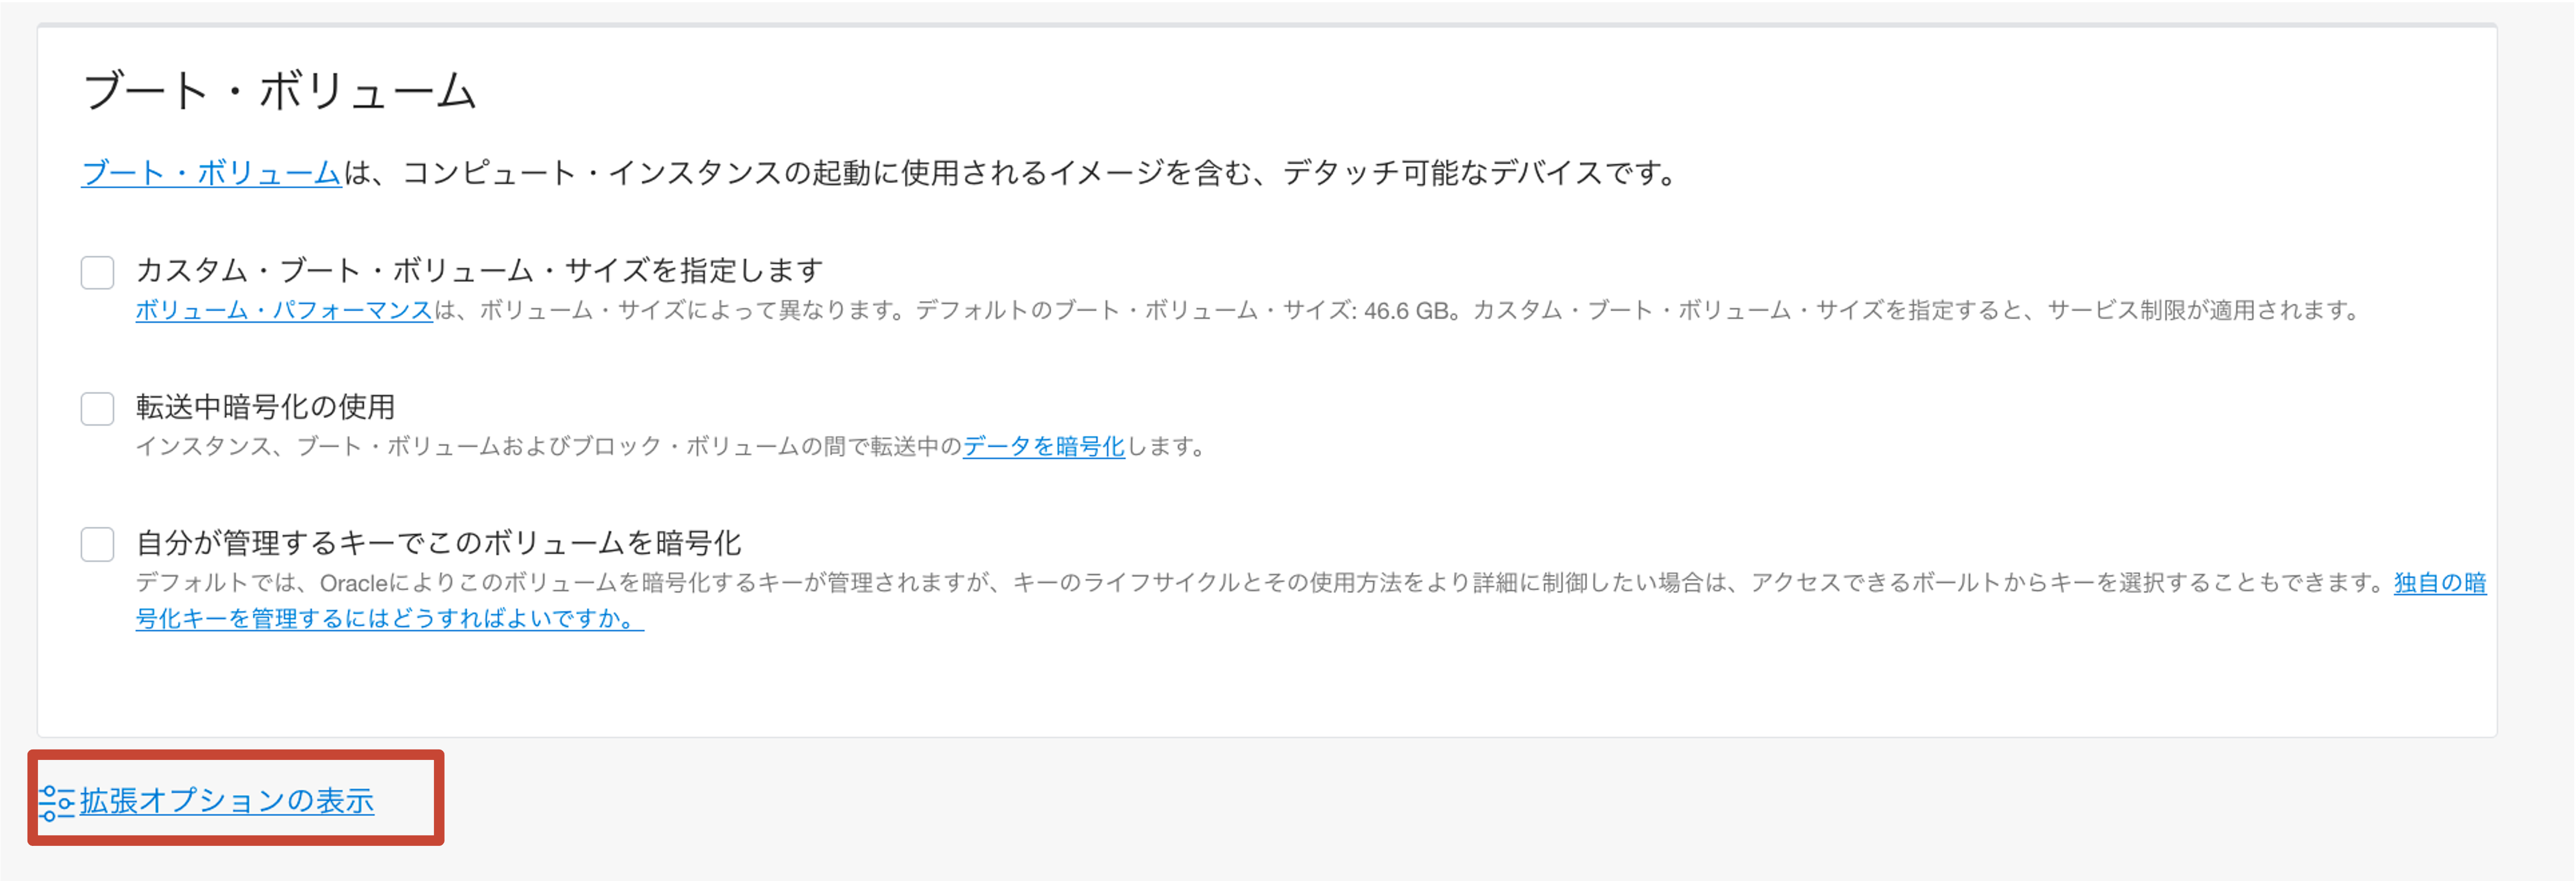 ブート・ボリューム
ブート・ボリュームは、コンピュート・インスタンスの起動に使用されるイメージを含む、デタッチ可能なデバイスです。
カスタム・ブート・ボリューム・サイズを指定します
ボリューム・パフォーマンスは、ボリューム・サイズによって異なります。デフォルトのブート・ボリューム・サイズ: 46.6 GB。カスタム・ブート・ボリューム・サイズを指定すると、サービス制限が適用されます。
転送中暗号化の使用
インスタンス、ブート・ボリュームおよびブロック・ボリュームの間で転送中のデータを暗号化します。
自分が管理するキーでこのボリュームを暗号化
デフォルトでは、Oracleによりこのボリュームを暗号化するキーが管理されますが、キーのライフサイクルとその使用方法をより詳細に制御したい場合は、アクセスできるボールトからキーを選択することもできます。独自の暗
号化キーを管理するにはどうすればよいですか。
拡張オプションの表示